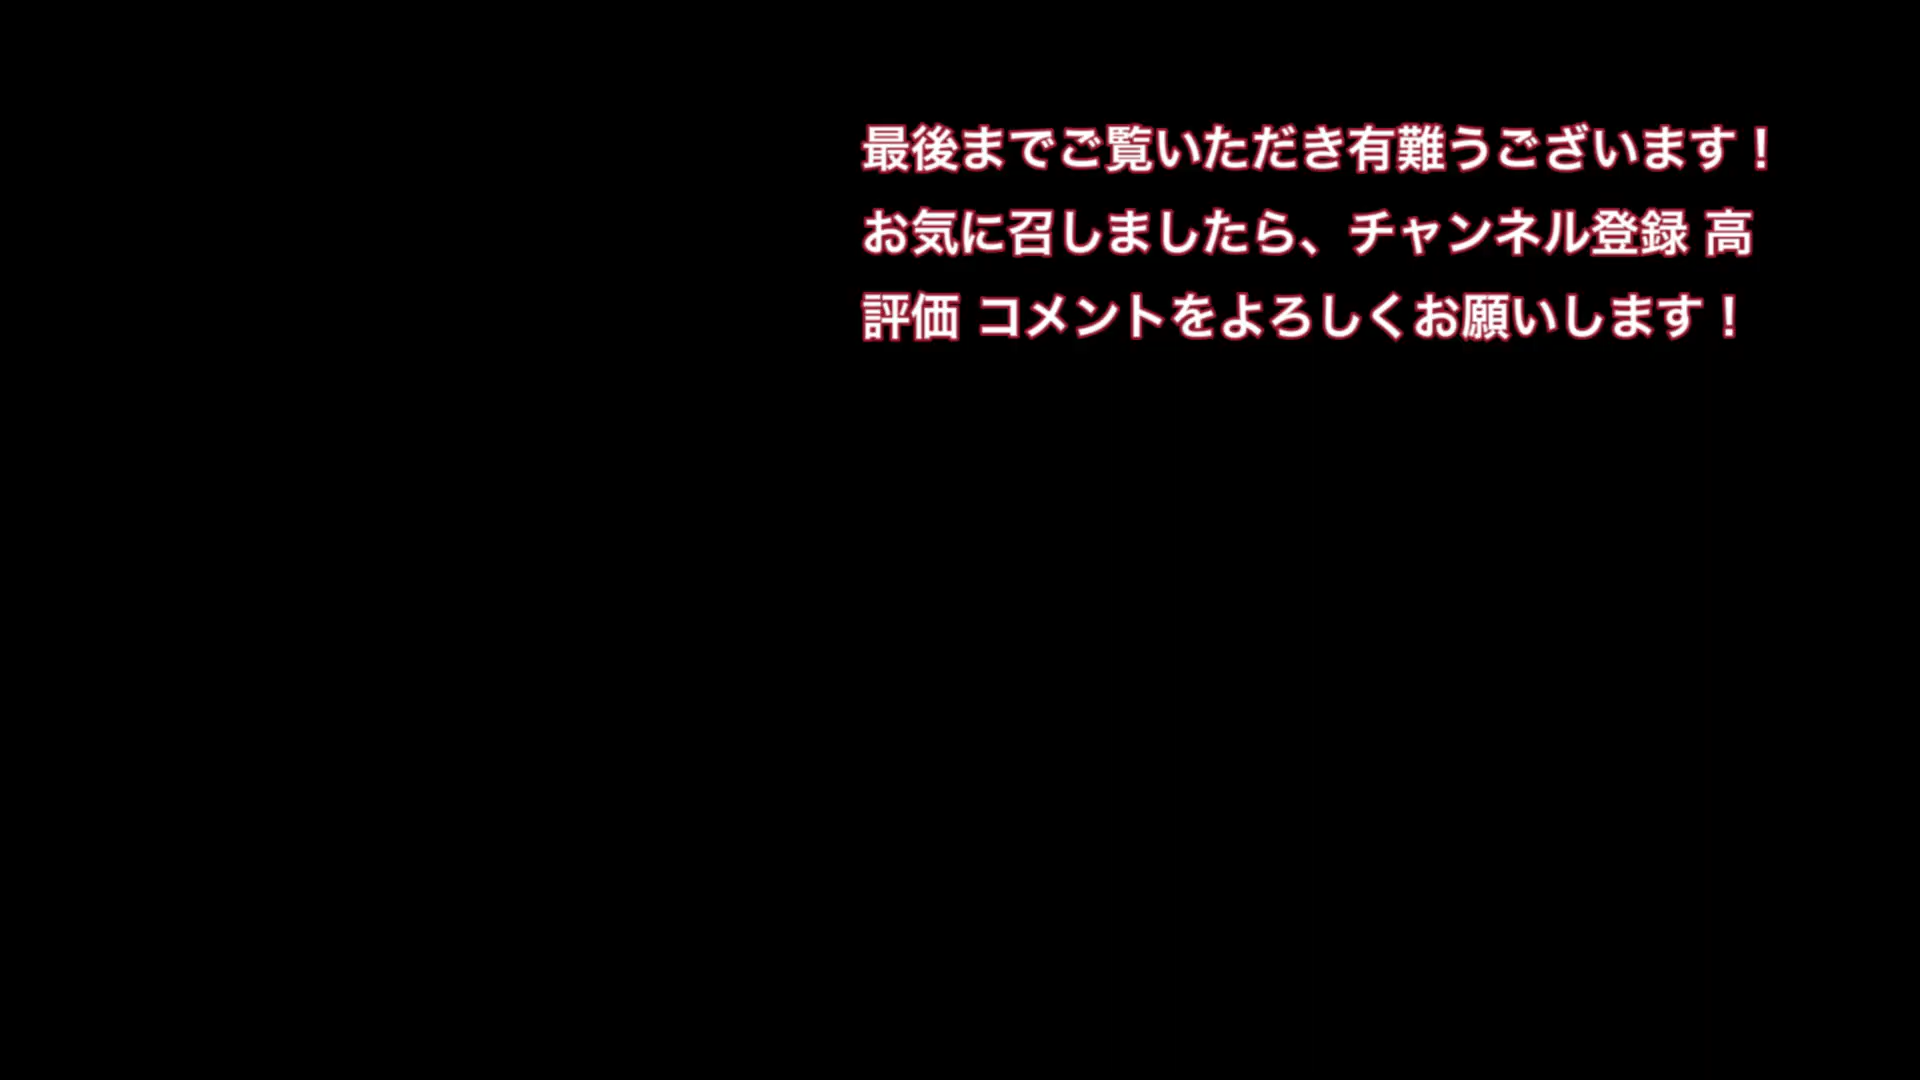 最後までご覧いただき有難うございます！
お気に召しましたら、チャンネル登録 高
評価 コメントをよろしくお願いします！